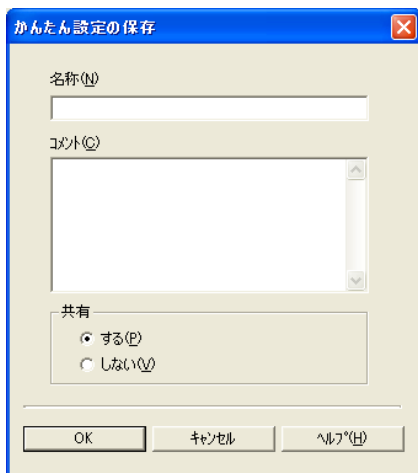 かんたん設定の保存
名称(N)
コメント(C)
共有
する(P)
しない(V)
OK キャンセル ヘルプ(H)